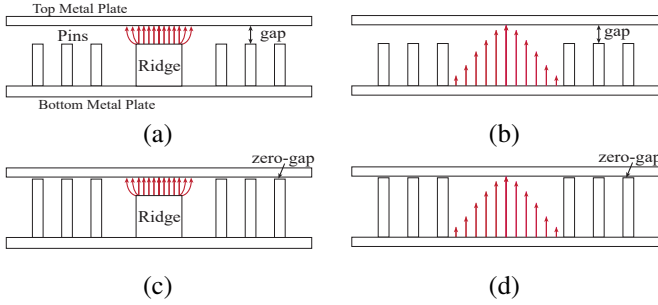 Top Metal Plate
Pins
gap
Ridge
Bottom Metal Plate
(a)
gap
(b)
zero-gap
Ridge
(c)
zero-gap
(d)